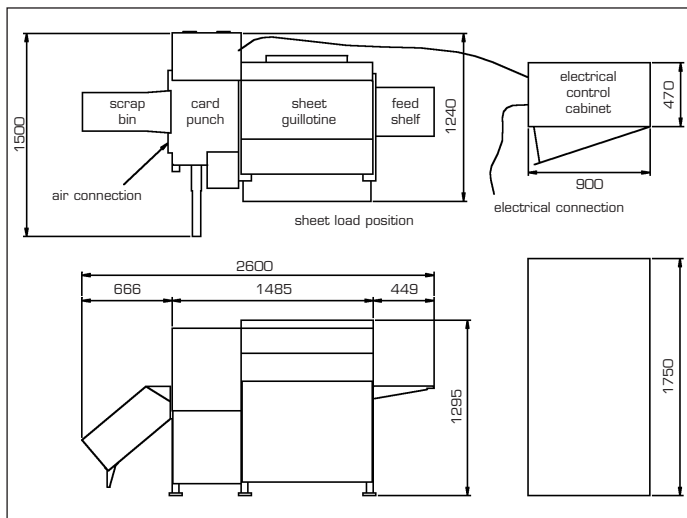 scrap
bin
card
punch
sheet
guillotine
feed
shelf
electrical
control
cabinet
1500
1240
470
900
air connection
sheet load position
electrical connection
2600
666
1485
449
1295
1750